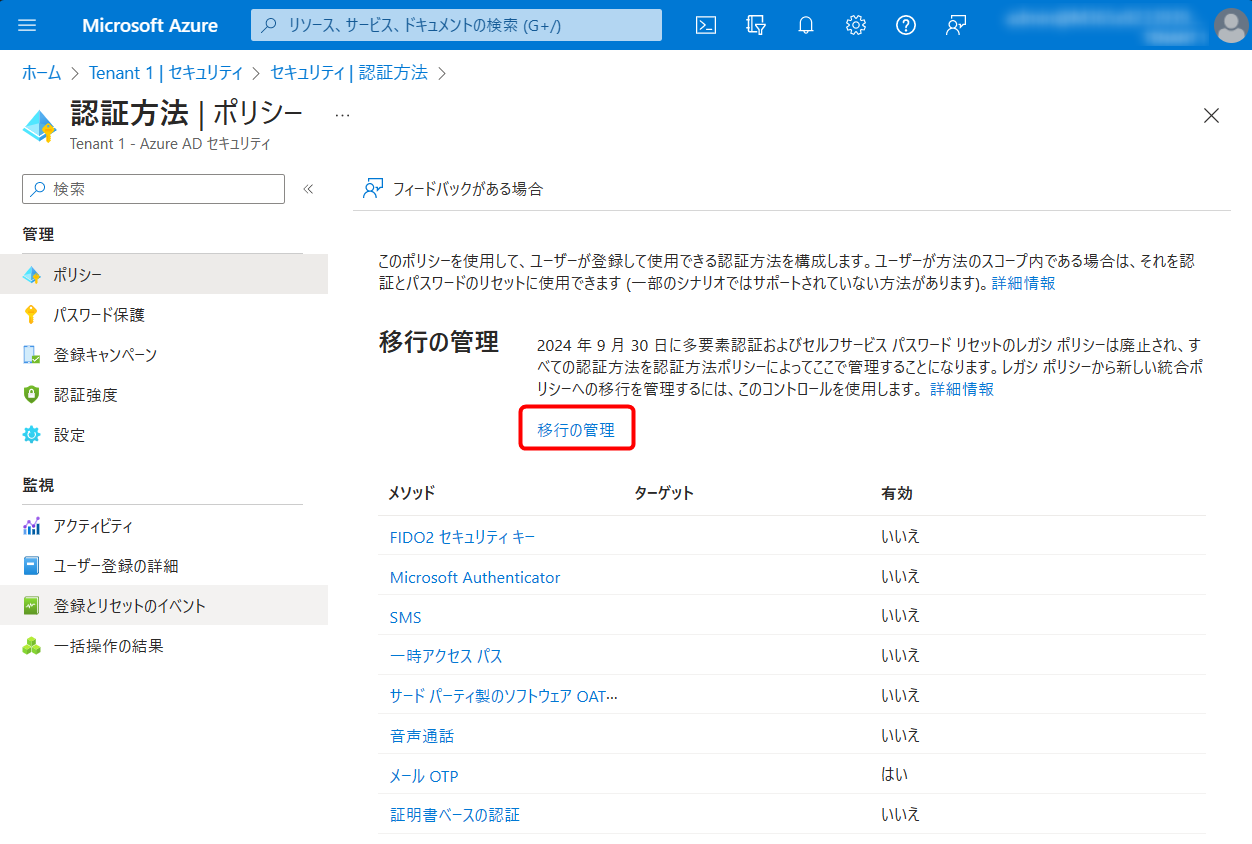 Microsoft Azure
リソース、サービス、ドキュメントの検索 (G+/)
ホーム > Tenant 1 | セキュリティ > セキュリティ | 認証方法 >
認証方法 | ポリシー ...
Tenant 1 - Azure AD セキュリティ
検索
管理
ポリシー
パスワード保護
登録キャンペーン
認証強度
設定
監視
アクティビティ
ユーザー登録の詳細
登録とリセットのイベント
一括操作の結果
フィードバックがある場合
このポリシーを使用して、ユーザーが登録して使用できる認証方法を構成します。ユーザーが方法のスコープ内である場合は、それを認
証とパスワードのリセットに使用できます (一部のシナリオではサポートされていない方法があります)。詳細情報
移行の管理
2024 年 9 月 30 日に多要素認証およびセルフサービス パスワード リセットのレガシ ポリシーは廃止され、す
べての認証方法を認証方法ポリシーによってここで管理することになります。レガシ ポリシーから新しい統合ポ
リシーへの移行を管理するには、このコントロールを使用します。 詳細情報
移行の管理
メソッド ターゲット 有効
FIDO2 セキュリティ キー いいえ
Microsoft Authenticator いいえ
SMS いいえ
一時アクセス パス いいえ
サード パーティ製のソフトウェア OAT... いいえ
音声通話 いいえ
メール OTP はい
証明書ベースの認証 いいえ